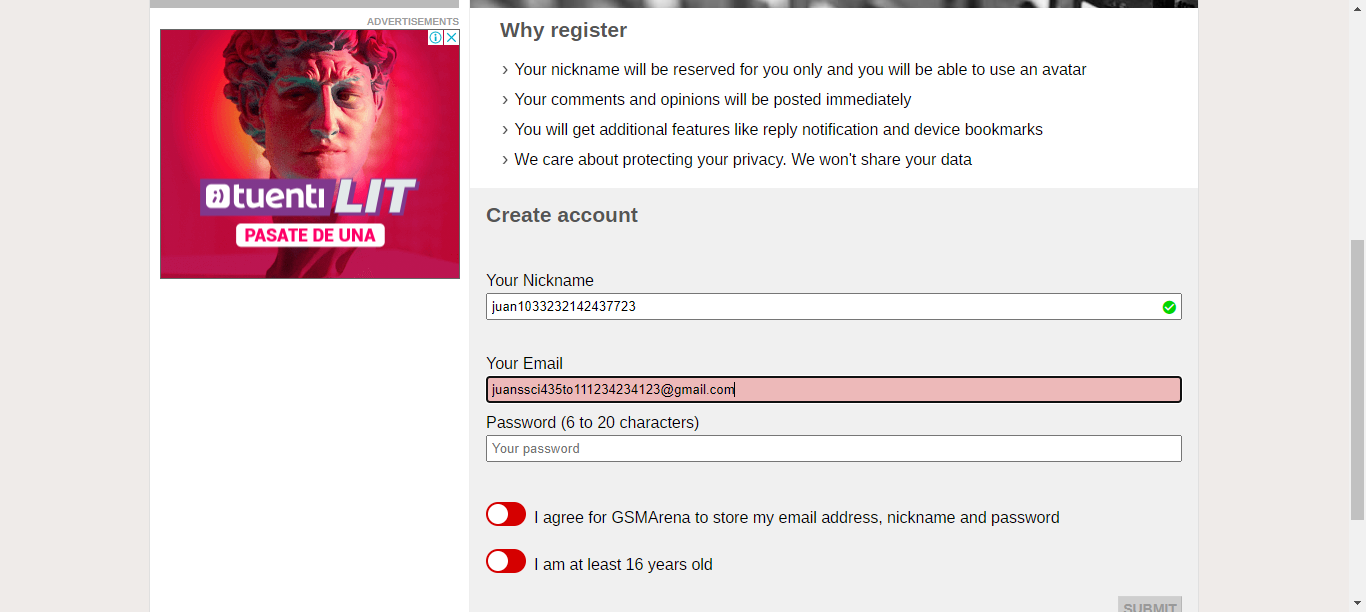 ADVERTISEMENTS
tuenti LIT
PASATE DE UNA
Why register
› Your nickname will be reserved for you only and you will be able to use an avatar
› Your comments and opinions will be posted immediately
› You will get additional features like reply notification and device bookmarks
› We care about protecting your privacy. We won't share your data
Create account
Your Nickname
juan1033232142437723
Your Email
juanssci435to111234234123@gmail.com
Password (6 to 20 characters)
Your password
I agree for GSMArena to store my email address, nickname and password
I am at least 16 years old
SUBMIT